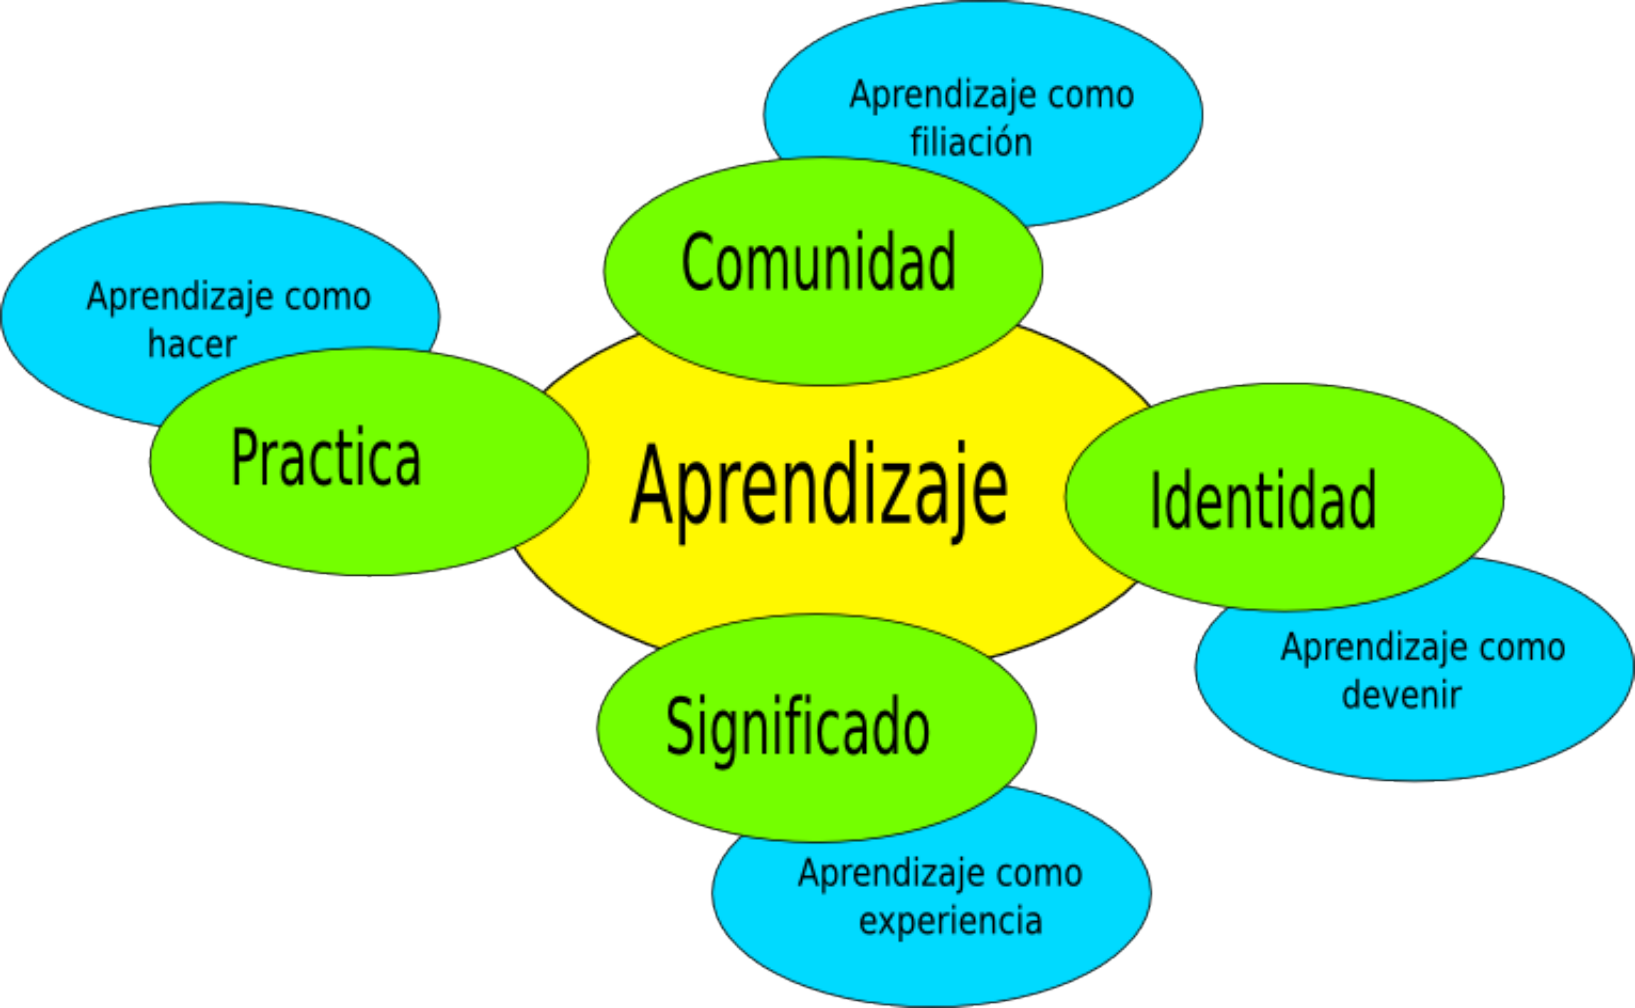 Aprendizaje como
filiación
Comunidad
Aprendizaje como
hacer
Practica
Aprendizaje
Identidad
Aprendizaje como
devenir
Significado
Aprendizaje como
experiencia